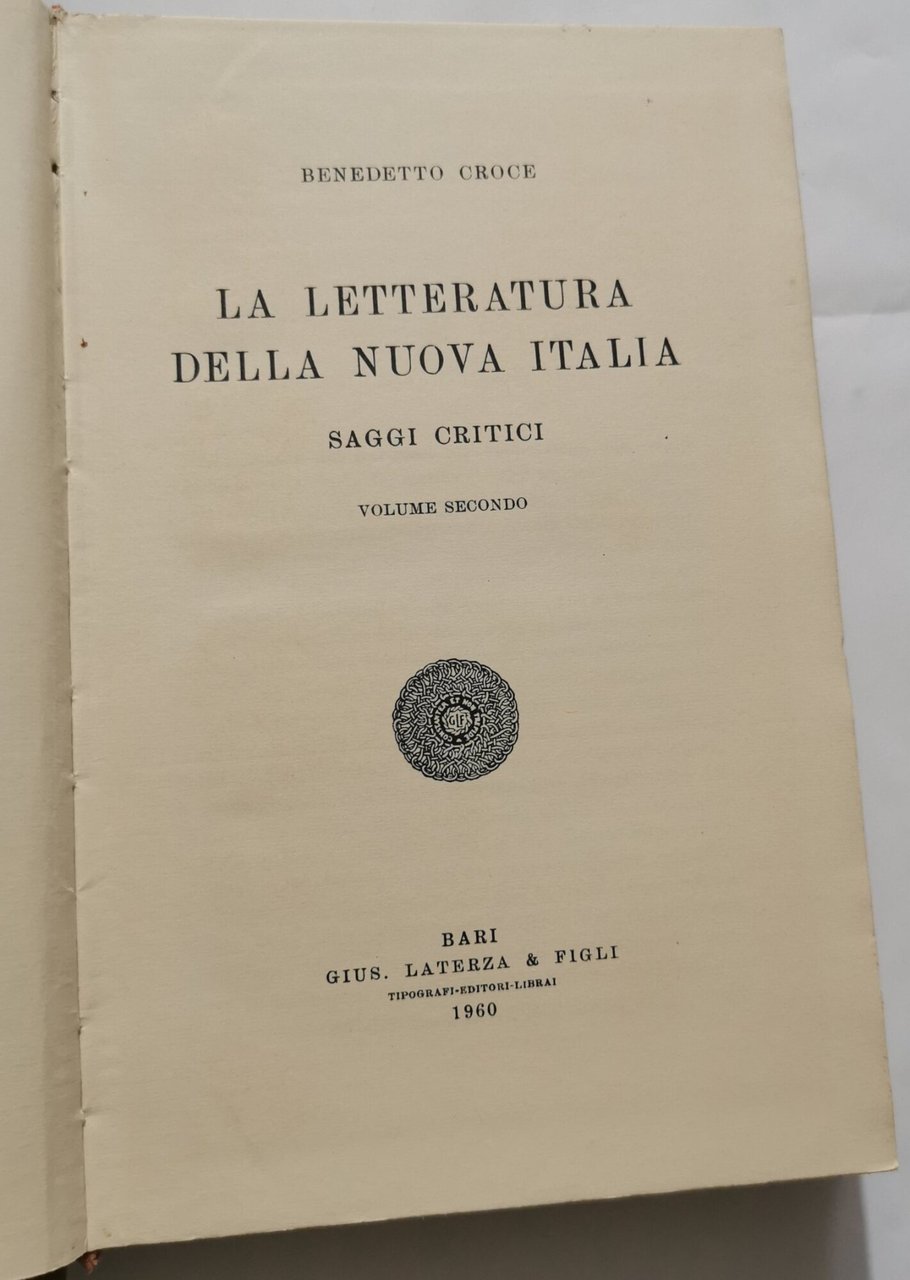 BENEDETTO CROCE
LA LETTERATURA
DELLA NUOVA ITALIA
SAGGI CRITICI
VOLUME SECONDO
GLF
BARI
GIUS. LATERZA & FIGLI
TIPOGRAFI-EDITORI-LIBRAI
1960